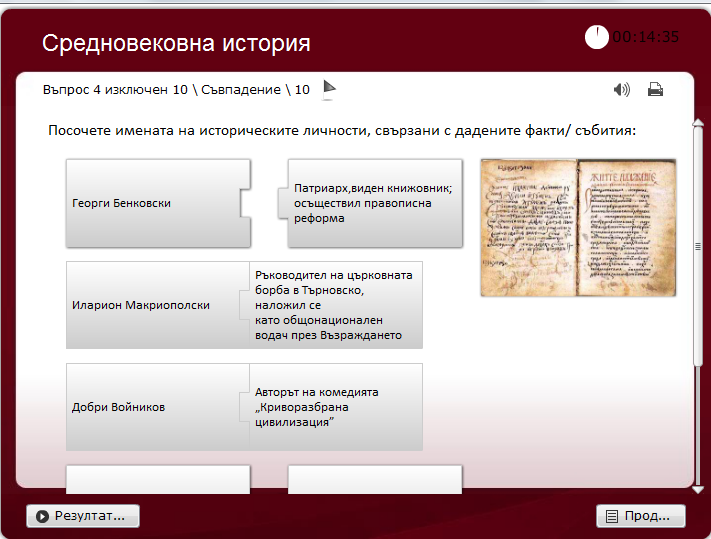 Средновековна история
00:14:35
Въпрос 4 изключен 10 \ Съвпадение \ 10
Посочете имената на историческите личности, свързани с дадените факти/ събития:
Георги Бенковски
Патриарх,виден книжовник;
осъществил правописна
реформа
Иларион Макриополски
Ръководител на църковната
борба в Търновско,
наложил се
като общонационален
водач през Възраждането
Добри Войников
Авторът на комедията
„Криворазбрана
цивилизация”
Резултат...
Прод...